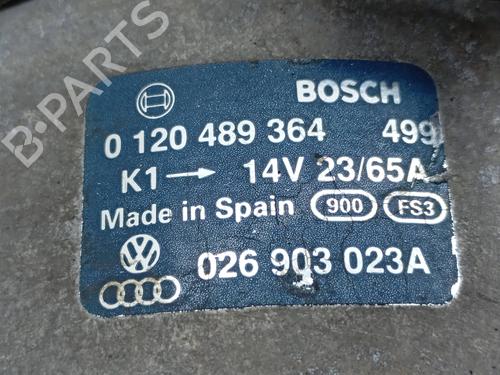 BOSCH
0 120 489 364 499
K1→ 14V 23/65A
Made in Spain 900 FS3
026 903 023A
B-PARTS